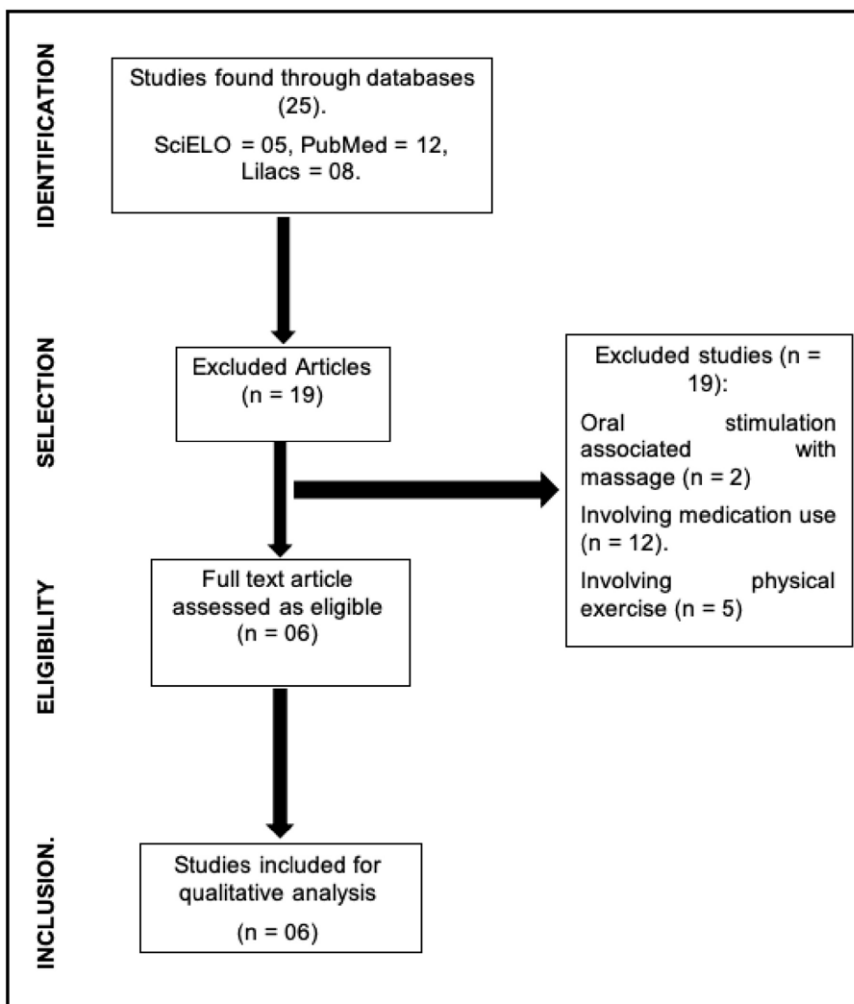 IDENTIFICATION
Studies found through databases
(25).
SciELO = 05, PubMed = 12,
Lilacs = 08.
SELECTION
Excluded Articles
(n = 19)
Excluded studies (n =
19):
Oral stimulation
associated with
massage (n = 2)
Involving medication use
(n = 12).
Involving physical
exercise (n = 5)
ELIGIBILITY
Full text article
assessed as eligible
(n = 06)
INCLUSION.
Studies included for
qualitative analysis
(n = 06)